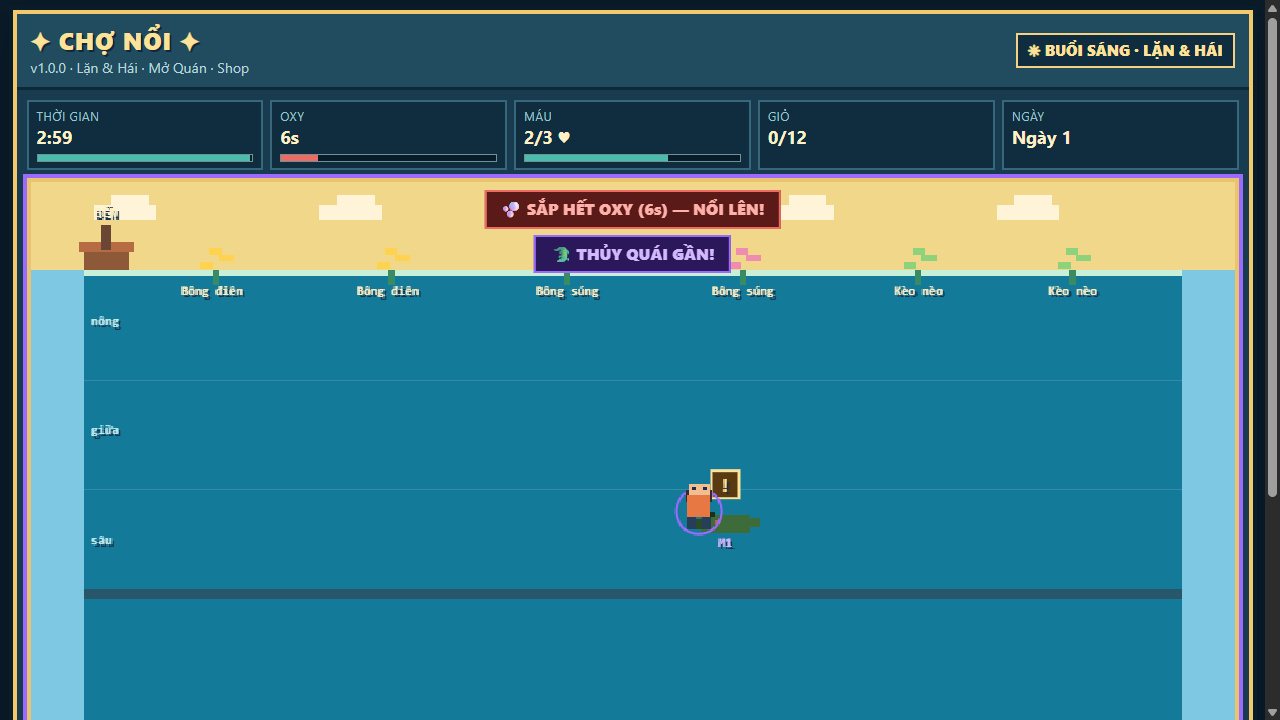 ✦ CHỢ NỔI ✦
v1.0.0 · Lặn & Hái · Mở Quán · Shop
☀ BUỔI SÁNG · LẶN & HÁI
THỜI GIAN
2:59
OXY
6s
MÁU
2/3 ♥
GIỎ
0/12
NGÀY
Ngày 1
SẮP HẾT OXY (6s) — NỔI LÊN!
THỦY QUÁI GẦN!
BẾN
Bông điên
Bông điên
Bông súng
Bông súng
Kèo nèo
Kèo nèo
nông
giữa
!
sâu
M1